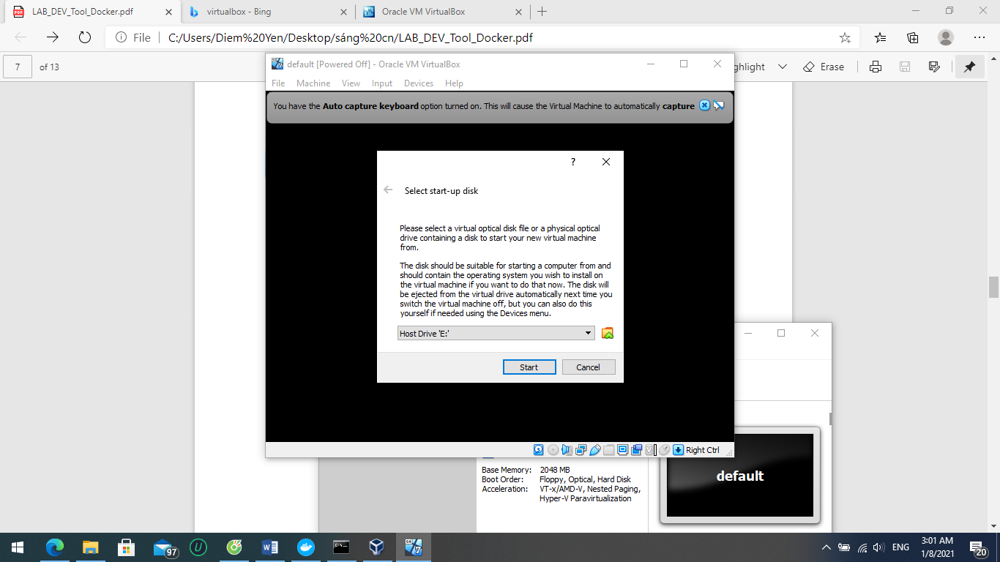 LAB_DEV_Tool_Docker.pdf
virtualbox - Bing
Oracle VM VirtualBox
File
C:/Users/Diem%20Yen/Desktop/sáng%20cn/LAB_DEV_Tool_Docker.pdf
7 of 13
ghlight
Erase
default [Powered Off] - Oracle VM VirtualBox
File Machine View Input Devices Help
You have the Auto capture keyboard option turned on. This will cause the Virtual Machine to automatically capture
?
Select start-up disk
Please select a virtual optical disk file or a physical optical
drive containing a disk to start your new virtual machine
from.
The disk should be suitable for starting a computer from and
should contain the operating system you wish to install on
the virtual machine if you want to do that now. The disk will
be ejected from the virtual drive automatically next time you
switch the virtual machine off, but you can also do this
yourself if needed using the Devices menu.
Host Drive 'E:'
Start
Cancel
Right Ctrl
Base Memory: 2048 MB
Boot Order: Floppy, Optical, Hard Disk
Acceleration: VT-x/AMD-V, Nested Paging,
Hyper-V Paravirtualization
default
97
ENG
3:01 AM
1/8/2021
20